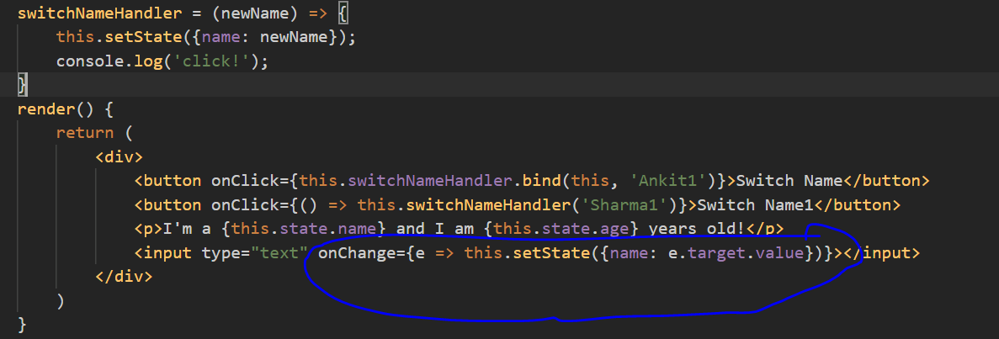 switchNameHandler = (newName) => {
this.setState({name: newName});
console.log('click!');
}
render() {
return (
<div>
<button onClick={this.switchNameHandler.bind(this, 'Ankit1')}>Switch Name</button>
<button onClick={() => this.switchNameHandler('Sharma1')}>Switch Name1</button>
<p>I'm a {this.state.name} and I am {this.state.age} years old!</p>
<input type="text" onChange={e => this.setState({name: e.target.value})}></input>
</div>
)
}